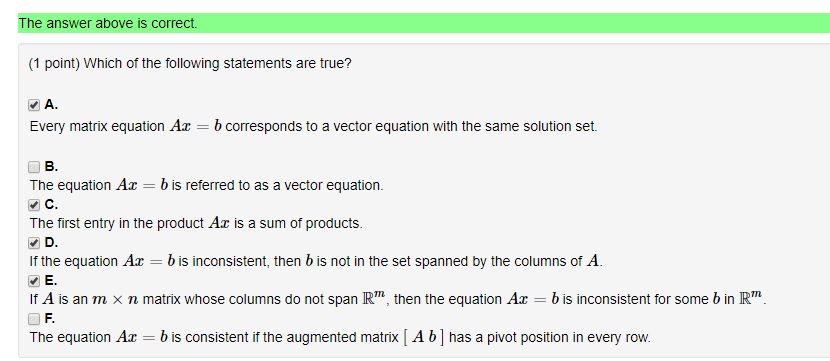 The answer above is correct.
(1 point) Which of the following statements are true?
A.
Every matrix equation Ax = b corresponds to a vector equation with the same solution set.
B.
The equation Ax = b is referred to as a vector equation.
C.
The first entry in the product Ax is a sum of products.
D.
If the equation Ax = b is inconsistent, then b is not in the set spanned by the columns of A.
E.
If A is an m × n matrix whose columns do not span ℝᵐ, then the equation Ax = b is inconsistent for some b in ℝᵐ.
F.
The equation Ax = b is consistent if the augmented matrix [ A b ] has a pivot position in every row.